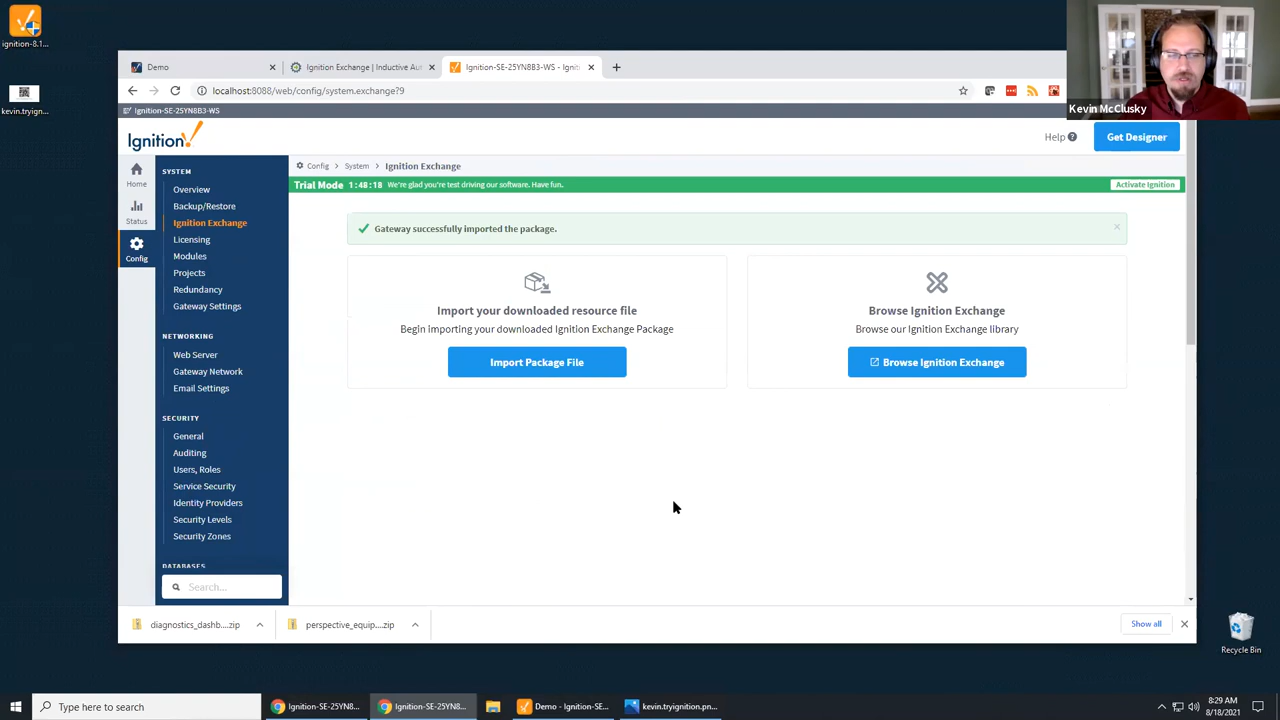 ignition-8.1...
kevin.tryign...
Demo
Ignition Exchange | Inductive Aut
Ignition-SE-25YN8B3-WS - Igniti
localhost:8088/web/config/system.exchange?9
Kevin McClusky
Ignition-SE-25YN8B3-WS
Ignition!
Help
Get Designer
Home
Status
Config
SYSTEM
Overview
Backup/Restore
Ignition Exchange
Licensing
Modules
Projects
Redundancy
Gateway Settings
NETWORKING
Web Server
Gateway Network
Email Settings
SECURITY
General
Auditing
Users, Roles
Service Security
Identity Providers
Security Levels
Security Zones
DATABASES
Search...
Config > System > Ignition Exchange
Trial Mode 1:48:18 We're glad you're test driving our software. Have fun.
Activate Ignition
Gateway successfully imported the package.
Import your downloaded resource file
Begin importing your downloaded Ignition Exchange Package
Import Package File
Browse Ignition Exchange
Browse our Ignition Exchange library
Browse Ignition Exchange
diagnostics_dashb....zip
perspective_equip....zip
Show all
Recycle Bin
Type here to search
Ignition-SE-25YN8...
Ignition-SE-25YN8...
Demo - Ignition-SE...
kevin.tryignition.pn...
8:29 AM
8/18/2021